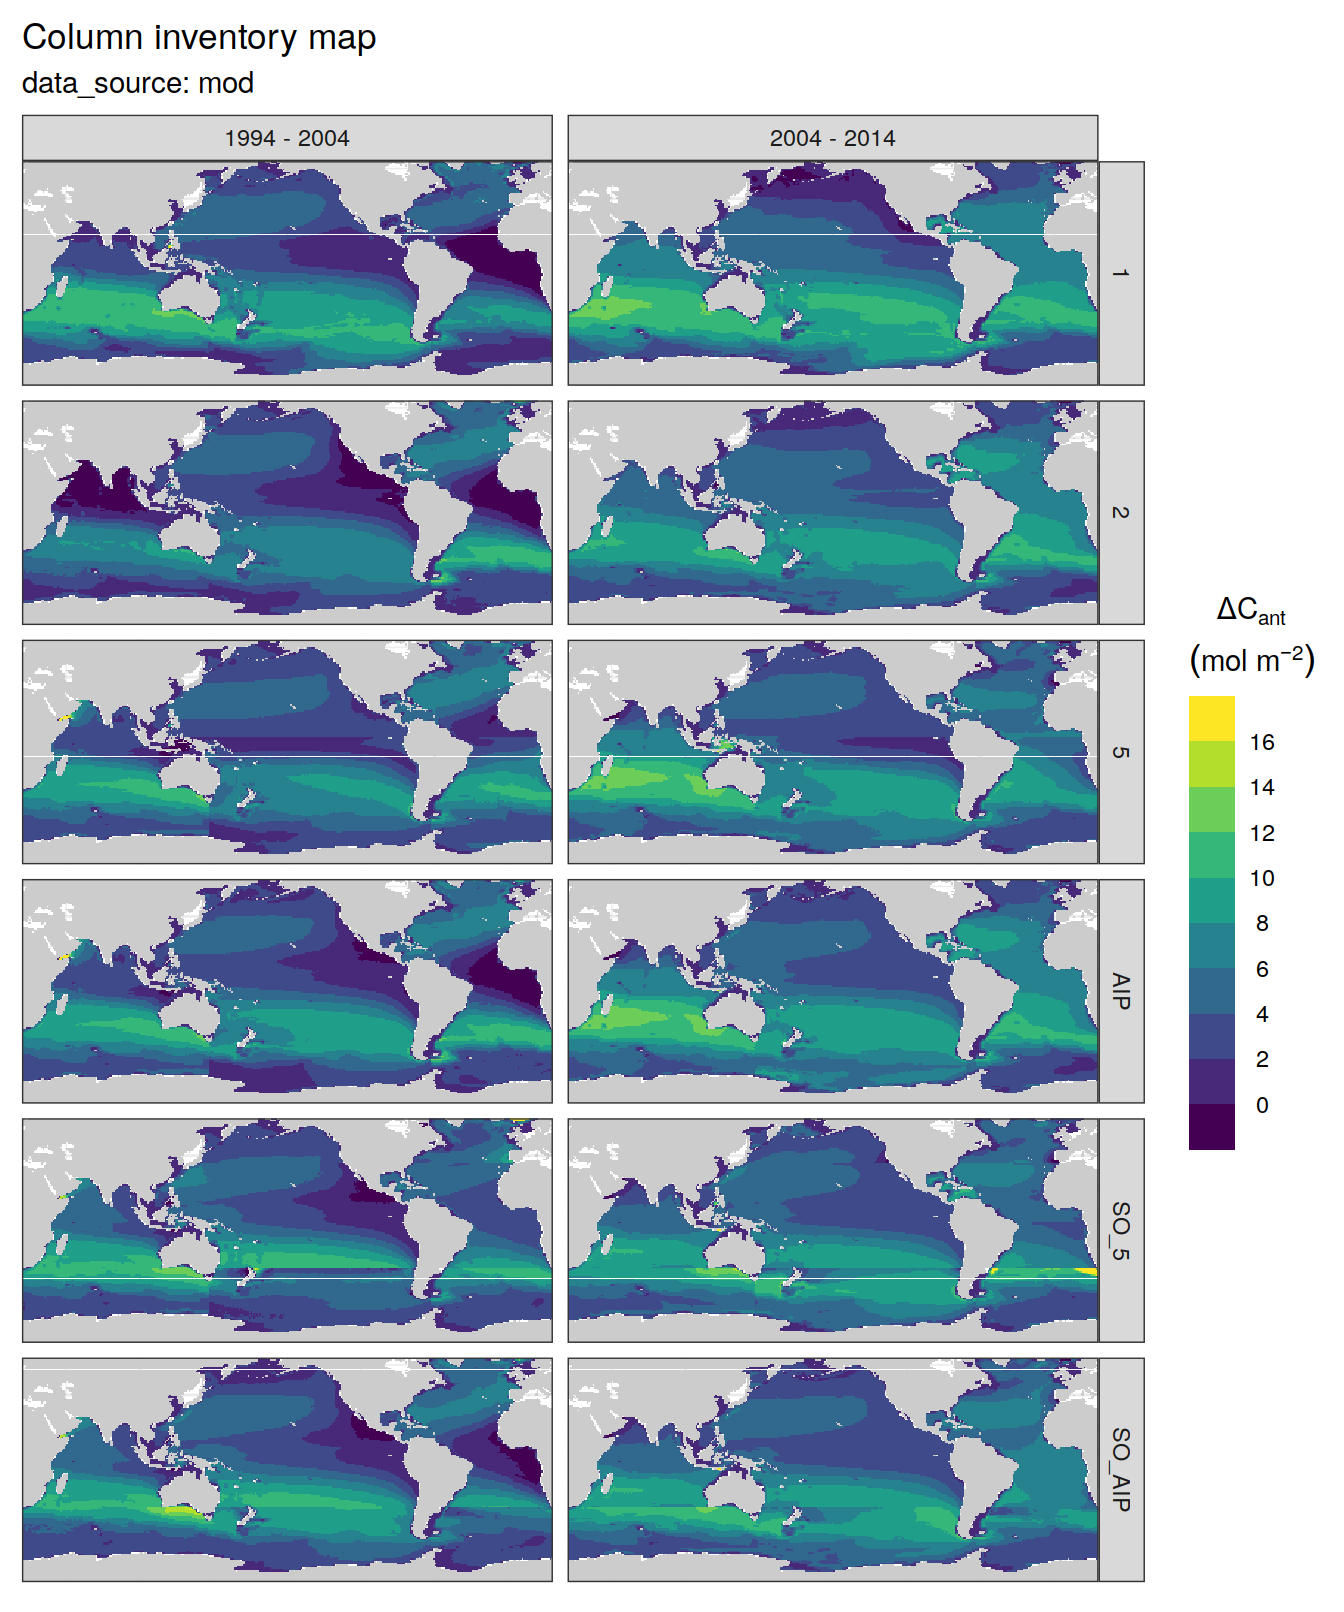 Column inventory map
data_source: mod
1994 - 2004
2004 - 2014
1
2
5
AIP
SO_5
SO_AIP
ΔCant
(mol m⁻²)
16
14
12
10
8
6
4
2
0